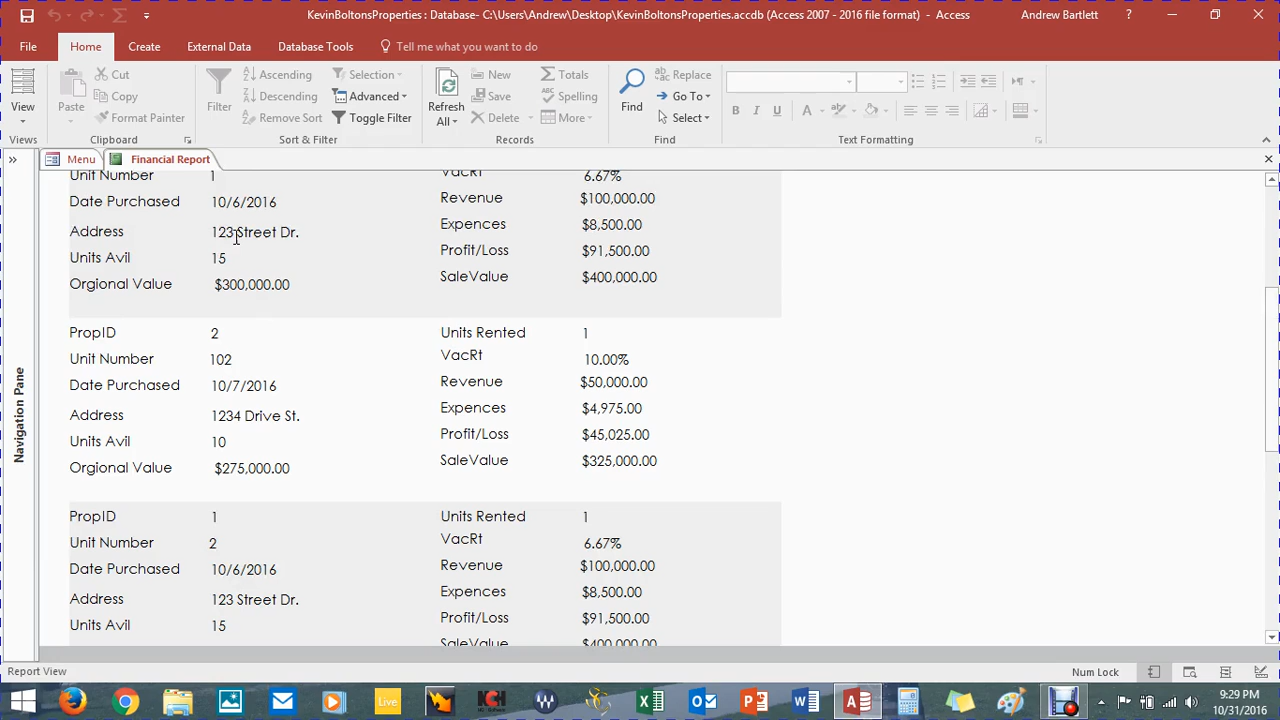 KevinBoltonsProperties : Database- C:\Users\Andrew\Desktop\KevinBoltonsProperties.accdb (Access 2007 - 2016 file format) - Access
Andrew Bartlett
?
File
Home
Create
External Data
Database Tools
Tell me what you want to do
View
Views
Paste
Cut
Copy
Format Painter
Clipboard
Filter
Ascending
Descending
Remove Sort
Selection
Advanced
Toggle Filter
Sort & Filter
Refresh
All
New
Save
Delete
Totals
Spelling
More
Records
Find
Replace
Go To
Select
Find
B I U A
Text Formatting
Menu
Financial Report
Navigation Pane
Unit Number 1 VacRt 6.67%
Date Purchased 10/6/2016 Revenue $100,000.00
Address 123 Street Dr. Expences $8,500.00
Units Avil 15 Profit/Loss $91,500.00
Orgional Value $300,000.00 SaleValue $400,000.00
PropID 2 Units Rented 1
Unit Number 102 VacRt 10.00%
Date Purchased 10/7/2016 Revenue $50,000.00
Address 1234 Drive St. Expences $4,975.00
Units Avil 10 Profit/Loss $45,025.00
Orgional Value $275,000.00 SaleValue $325,000.00
PropID 1 Units Rented 1
Unit Number 2 VacRt 6.67%
Date Purchased 10/6/2016 Revenue $100,000.00
Address 123 Street Dr. Expences $8,500.00
Units Avil 15 Profit/Loss $91,500.00
SaleValue $400,000.00
Report View
Num Lock
Live
9:29 PM
10/31/2016